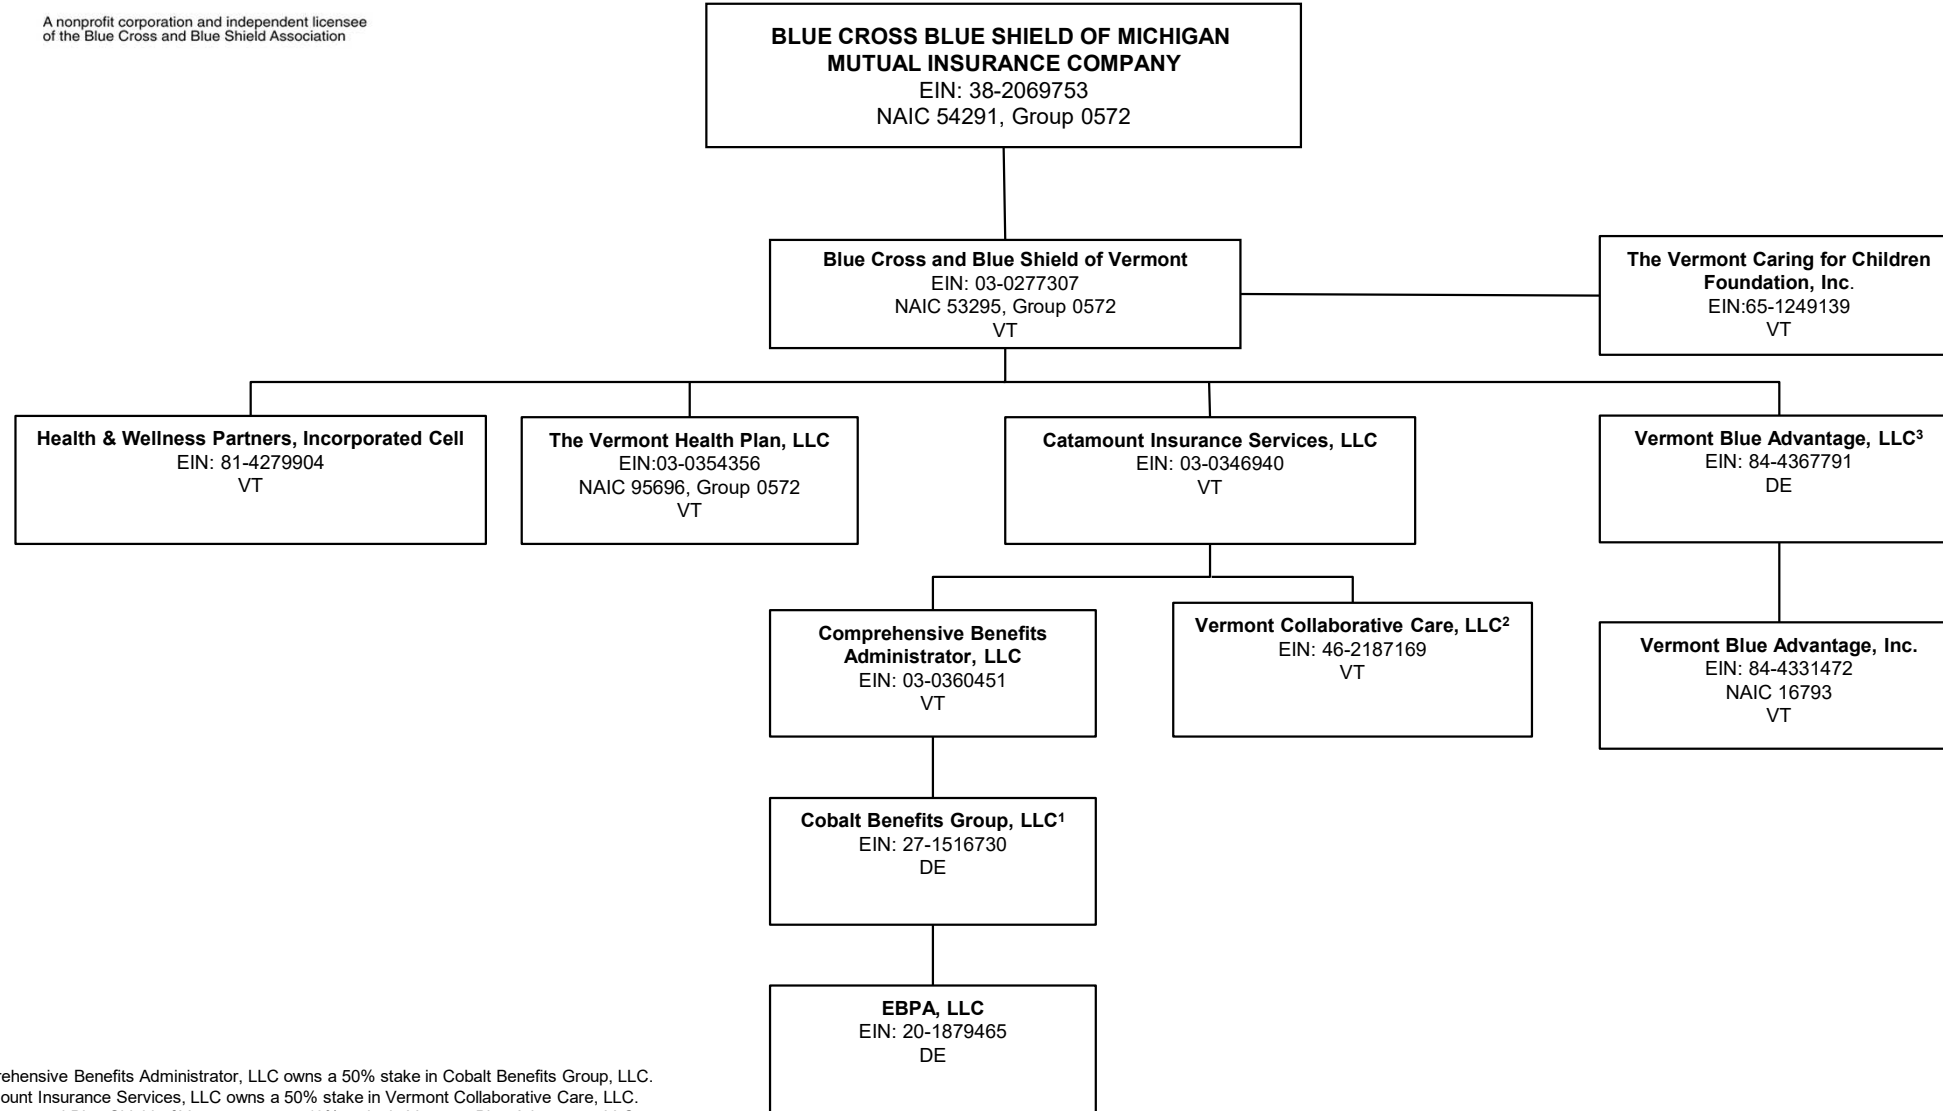 A nonprofit corporation and independent licensee
of the Blue Cross and Blue Shield Association
BLUE CROSS BLUE SHIELD OF MICHIGAN
MUTUAL INSURANCE COMPANY
EIN: 38-2069753
NAIC 54291, Group 0572
Blue Cross and Blue Shield of Vermont
EIN: 03-0277307
NAIC 53295, Group 0572
VT
The Vermont Caring for Children
Foundation, Inc.
EIN:65-1249139
VT
Health & Wellness Partners, Incorporated Cell
EIN: 81-4279904
VT
The Vermont Health Plan, LLC
EIN:03-0354356
NAIC 95696, Group 0572
VT
Catamount Insurance Services, LLC
EIN: 03-0346940
VT
Vermont Blue Advantage, LLC³
EIN: 84-4367791
DE
Comprehensive Benefits
Administrator, LLC
EIN: 03-0360451
VT
Vermont Collaborative Care, LLC²
EIN: 46-2187169
VT
Vermont Blue Advantage, Inc.
EIN: 84-4331472
NAIC 16793
VT
Cobalt Benefits Group, LLC¹
EIN: 27-1516730
DE
EBPA, LLC
EIN: 20-1879465
DE
rehensive Benefits Administrator, LLC owns a 50% stake in Cobalt Benefits Group, LLC.
ount Insurance Services, LLC owns a 50% stake in Vermont Collaborative Care, LLC.